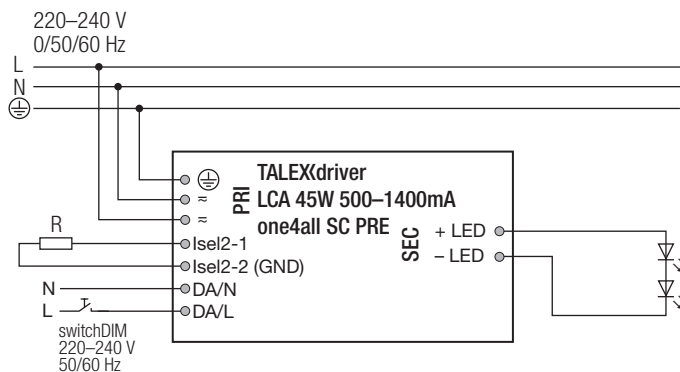 220–240 V
0/50/60 Hz
L
N
PRI
TALEXXdriver
LCA 45W 500–1400mA
one4all SC PRE
≂
≂
R
Isel2-1
Isel2-2 (GND)
SEC
+ LED
– LED
N
DA/N
L
DA/L
switchDIM
220–240 V
50/60 Hz